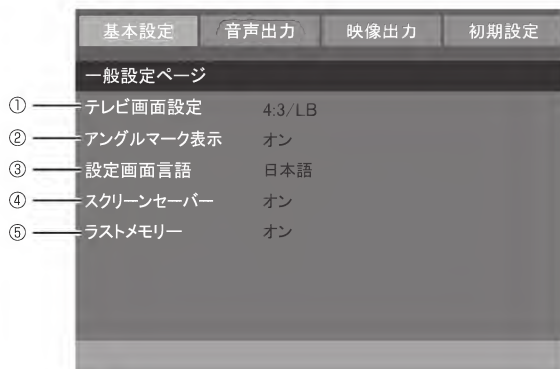 基本設定 音声出力 映像出力 初期設定
一般設定ページ
① テレビ画面設定 4:3/LB
② アングルマーク表示 オン
③ 設定画面言語 日本語
④ スクリーンセーバー オン
⑤ ラストメモリー オン